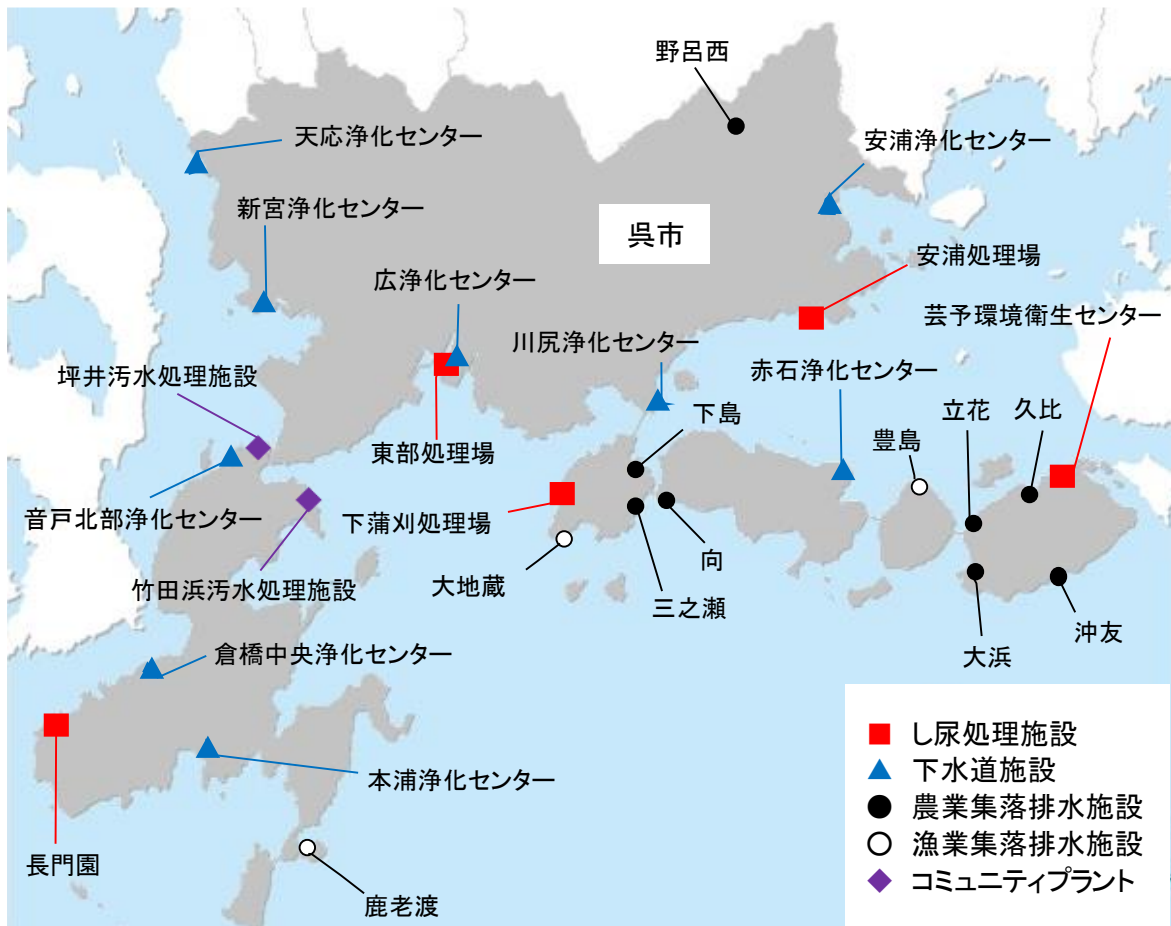 野呂西
天応浄化センター
安浦浄化センター
新宮浄化センター
呉市
安浦処理場
広浄化センター
芸予環境衛生センター
川尻浄化センター
坪井汚水処理施設
赤石浄化センター
下島
立花
久比
豊島
東部処理場
音戸北部浄化センター
下蒲刈処理場
向
竹田浜汚水処理施設
大地蔵
三之瀬
沖友
大浜
倉橋中央浄化センター
本浦浄化センター
長門園
鹿老渡
し尿処理施設
下水道施設
農業集落排水施設
漁業集落排水施設
コミュニティプラント